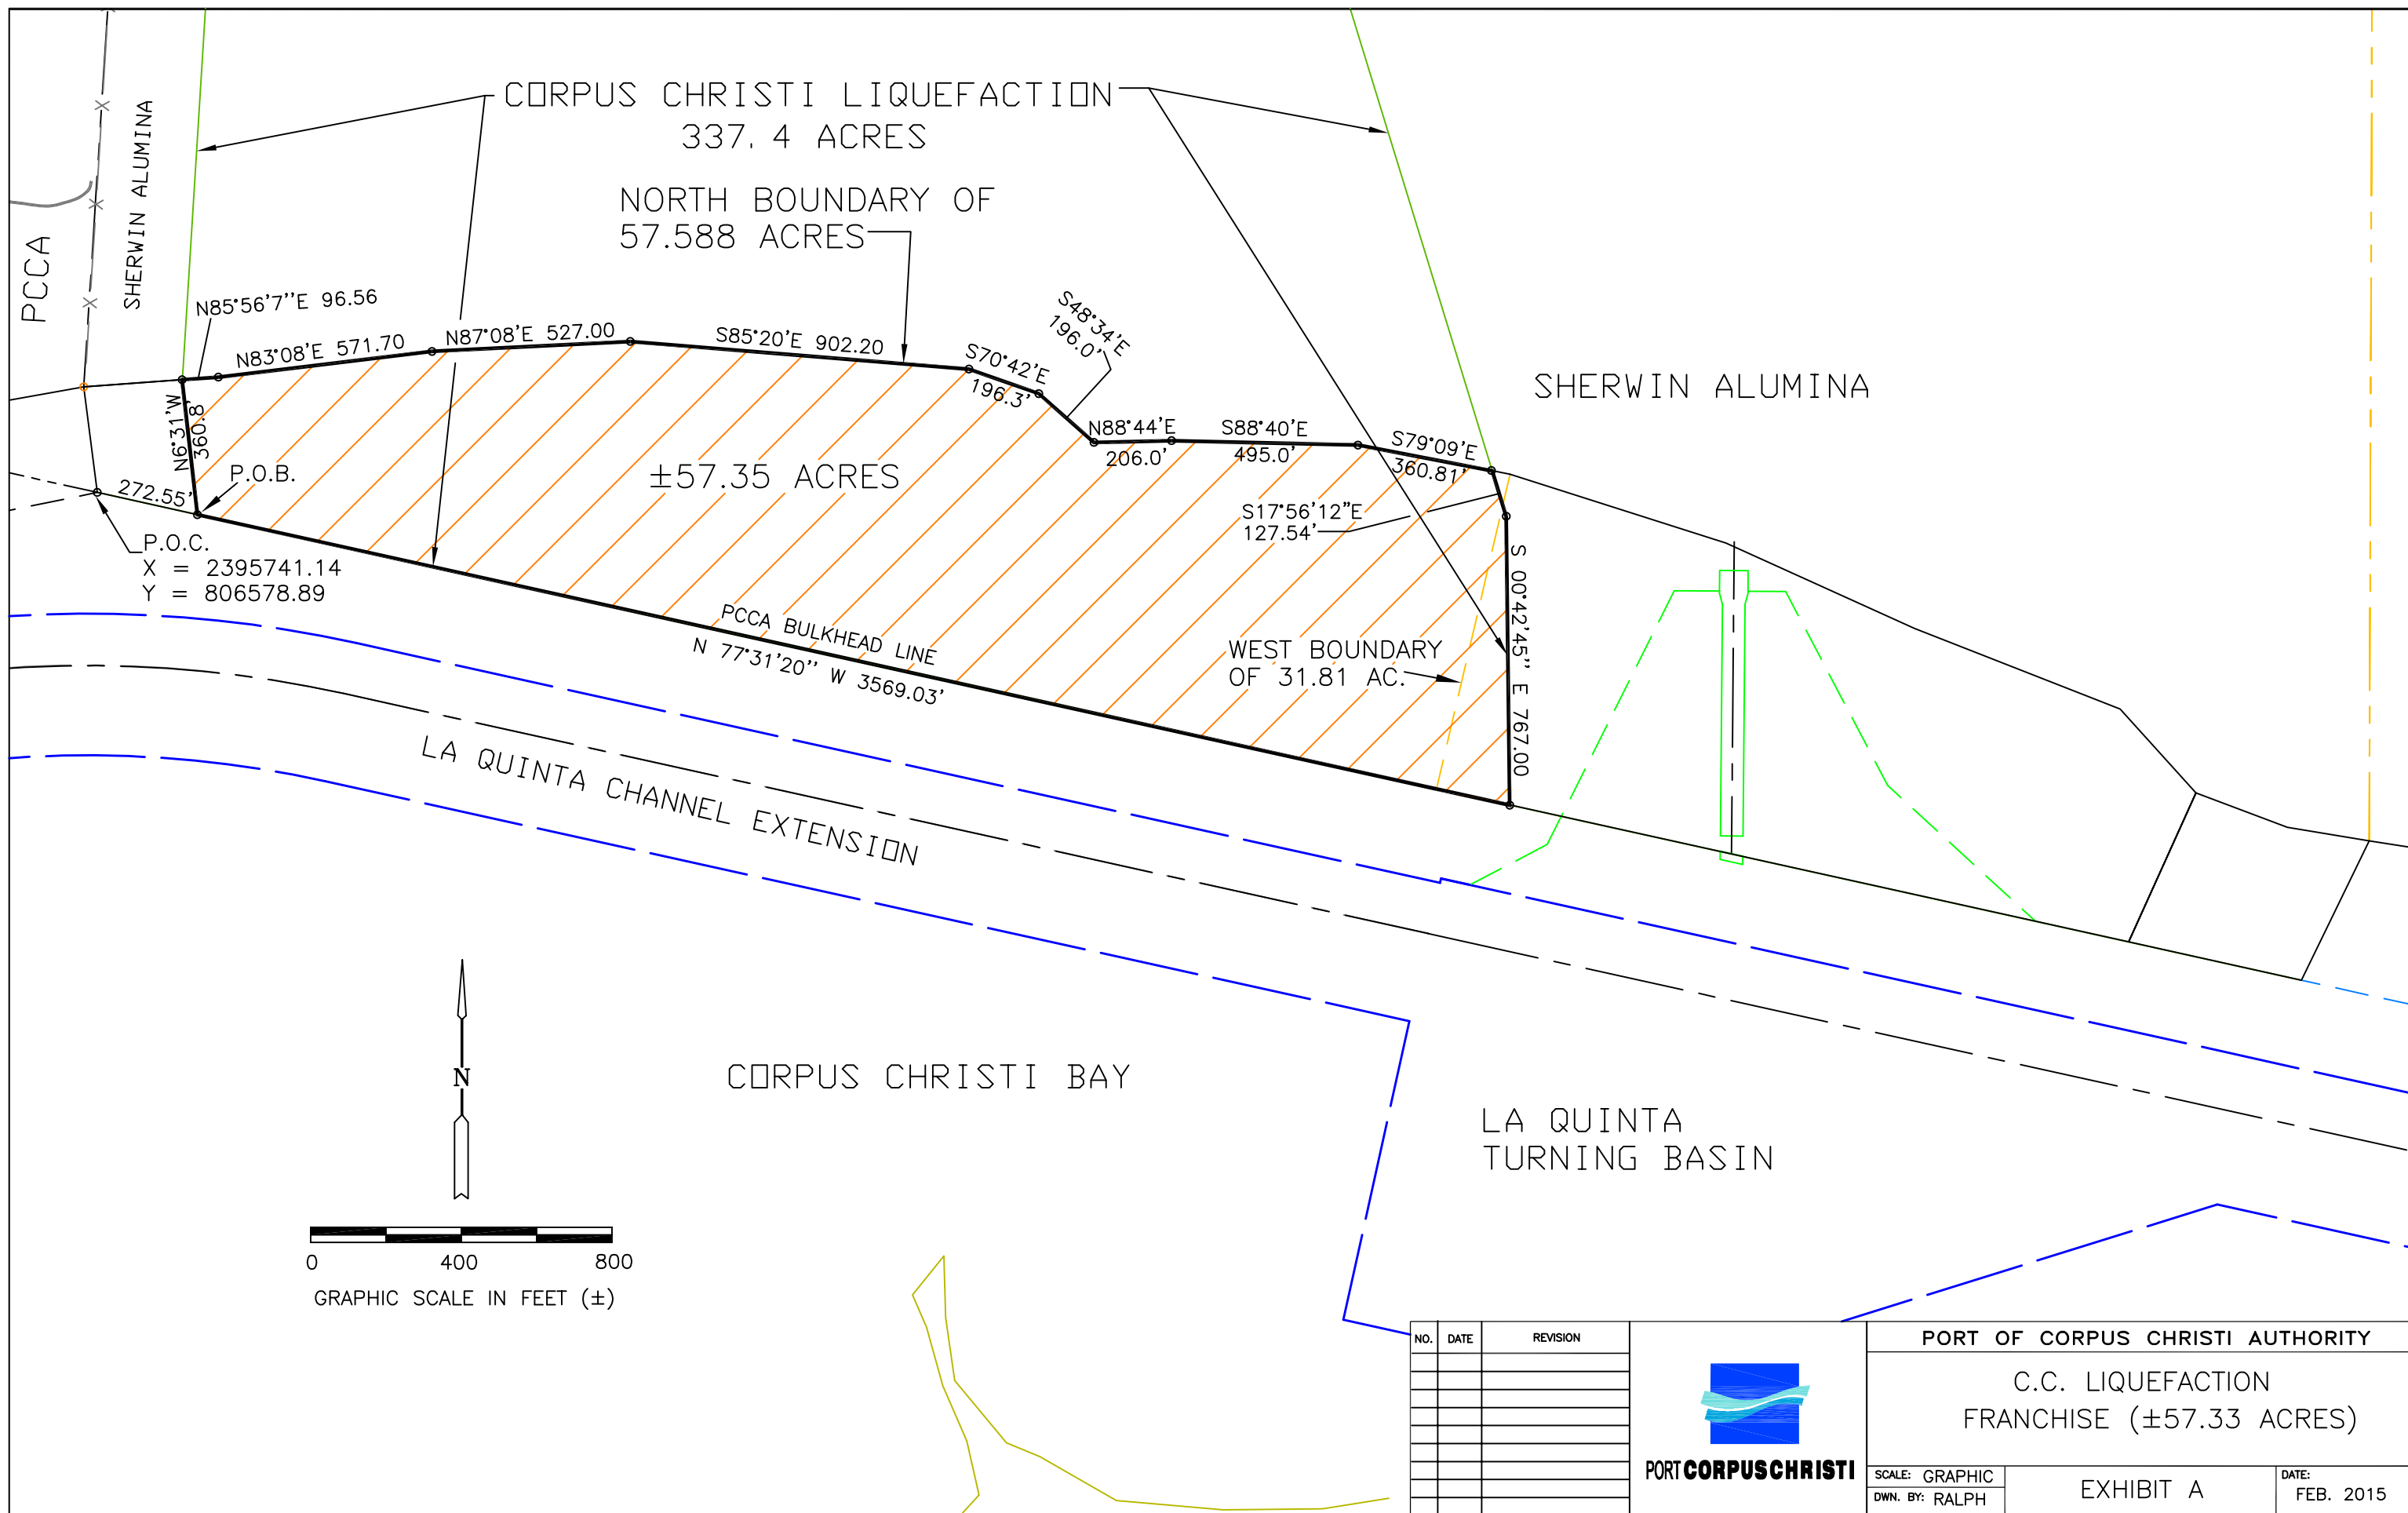 CORPUS CHRISTI LIQUEFACTION
337.4 ACRES
NORTH BOUNDARY OF
57.588 ACRES
PCCA
SHERWIN ALUMINA
N85°56'7''E 96.56
N83°08'E 571.70
N87°08'E 527.00
S85°20'E 902.20
S70°42'E
196.3'
S48°34'E
196.0'
N88°44'E
206.0'
S88°40'E
495.0'
S79°09'E
360.81'
SHERWIN ALUMINA
N6°31'W
360.8'
P.O.B.
272.55'
±57.35 ACRES
S17°56'12"E
127.54'
P.O.C.
X = 2395741.14
Y = 806578.89
S 00°42'45'' E 767.00
PCCA BULKHEAD LINE
N 77°31'20'' W 3569.03'
WEST BOUNDARY
OF 31.81 AC.
LA QUINTA CHANNEL EXTENSION
N
CORPUS CHRISTI BAY
LA QUINTA
TURNING BASIN
0 400 800
GRAPHIC SCALE IN FEET (±)
NO. DATE REVISION
PORT CORPUS CHRISTI
PORT OF CORPUS CHRISTI AUTHORITY
C.C. LIQUEFACTION
FRANCHISE (±57.33 ACRES)
SCALE: GRAPHIC
DWN. BY: RALPH
EXHIBIT A
DATE:
FEB. 2015